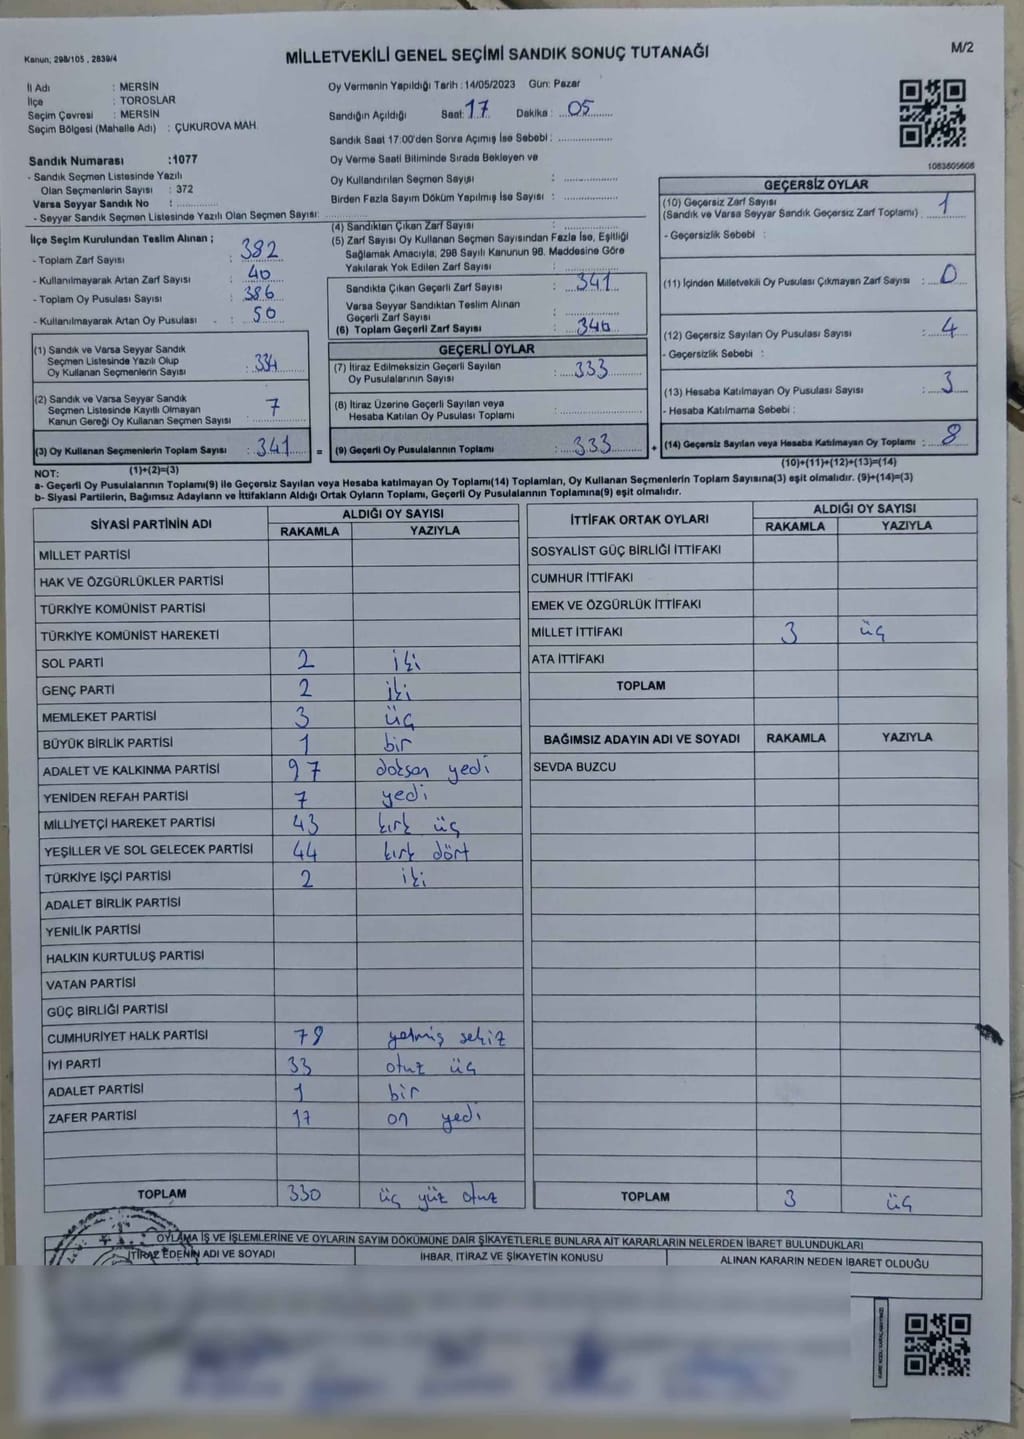 Kanun; 298/105 , 2839/4
MİLLETVEKİLİ GENEL SEÇİMİ SANDIK SONUÇ TUTANAĞI
M/2
İl Adı : MERSİN
İlçe : TOROSLAR
Seçim Çevresi : MERSİN
Seçim Bölgesi (Mahalle Adı) : ÇUKUROVA MAH.
Oy Vermenin Yapıldığı Tarih : 14/05/2023 Gün: Pazar
Sandığın Açıldığı Saat: 17 Dakika : 05
Sandık Saat 17:00'den Sonra Açımış İse Sebebi :
Oy Verme Saati Bitiminde Sırada Bekleyen ve
Oy Kullandırılan Seçmen Sayısı :
Birden Fazla Sayım Döküm Yapılmış İse Sayısı :
1083605606
Sandık Numarası :1077
- Sandık Seçmen Listesinde Yazılı
Olan Seçmenlerin Sayısı : 372
Varsa Seyyar Sandık No :
- Seyyar Sandık Seçmen Listesinde Yazılı Olan Seçmen Sayısı:
İlçe Seçim Kurulundan Teslim Alınan ;
- Toplam Zarf Sayısı : 382
- Kullanılmayarak Artan Zarf Sayısı : 40
- Toplam Oy Pusulası Sayısı : 386
- Kullanılmayarak Artan Oy Pusulası : 50
(1) Sandık ve Varsa Seyyar Sandık
Seçmen Listesinde Yazılı Olup
Oy Kullanan Seçmenlerin Sayısı : 334
(2) Sandık ve Varsa Seyyar Sandık
Seçmen Listesinde Kayıtlı Olmayan
Kanun Gereği Oy Kullanan Seçmen Sayısı : 7
(3) Oy Kullanan Seçmenlerin Toplam Sayısı : 341 =
(4) Sandıktan Çıkan Zarf Sayısı :
(5) Zarf Sayısı Oy Kullanan Seçmen Sayısından Fazla İse, Eşitliği
Sağlamak Amacıyla, 298 Sayılı Kanunun 98. Maddesine Göre
Yakılarak Yok Edilen Zarf Sayısı :
Sandıkta Çıkan Geçerli Zarf Sayısı : 341
Varsa Seyyar Sandıktan Teslim Alınan
Geçerli Zarf Sayısı :
(6) Toplam Geçerli Zarf Sayısı : 340
GEÇERLİ OYLAR
(7) İtiraz Edilmeksizin Geçerli Sayılan
Oy Pusulalarının Sayısı : 333
(8) İtiraz Üzerine Geçerli Sayılan veya
Hesaba Katılan Oy Pusulası Toplamı :
(9) Geçerli Oy Pusulalarının Toplamı : 333 +
GEÇERSİZ OYLAR
(10) Geçersiz Zarf Sayısı
(Sandık ve Varsa Seyyar Sandık Geçersiz Zarf Toplamı) : 1
- Geçersizlik Sebebi :
(11) İçinden Milletvekili Oy Pusulası Çıkmayan Zarf Sayısı : 0
(12) Geçersiz Sayılan Oy Pusulası Sayısı : 4
- Geçersizlik Sebebi :
(13) Hesaba Katılmayan Oy Pusulası Sayısı : 3
- Hesaba Katılmama Sebebi :
(14) Geçersiz Sayılan veya Hesaba Katılmayan Oy Toplamı : 8
NOT: (1)+(2)=(3)
(10)+(11)+(12)+(13)=(14)
a- Geçerli Oy Pusulalarının Toplamı(9) ile Geçersiz Sayılan veya Hesaba katılmayan Oy Toplamı(14) Toplamları, Oy Kullanan Seçmenlerin Toplam Sayısına(3) eşit olmalıdır. (9)+(14)=(3)
b- Siyasi Partilerin, Bağımsız Adayların ve İttifakların Aldığı Ortak Oyların Toplamı, Geçerli Oy Pusulalarının Toplamına(9) eşit olmalıdır.
SİYASİ PARTİNİN ADI ALDIĞI OY SAYISI
RAKAMLA YAZIYLA
MİLLET PARTİSİ
HAK VE ÖZGÜRLÜKLER PARTİSİ
TÜRKİYE KOMÜNİST PARTİSİ
TÜRKİYE KOMÜNİST HAREKETİ
SOL PARTİ 2 iki
GENÇ PARTİ 2 iki
MEMLEKET PARTİSİ 3 üç
BÜYÜK BİRLİK PARTİSİ 1 bir
ADALET VE KALKINMA PARTİSİ 97 doksan yedi
YENİDEN REFAH PARTİSİ 7 yedi
MİLLİYETÇİ HAREKET PARTİSİ 43 kırk üç
YEŞİLLER VE SOL GELECEK PARTİSİ 44 kırk dört
TÜRKİYE İŞÇİ PARTİSİ 2 iki
ADALET BİRLİK PARTİSİ
YENİLİK PARTİSİ
HALKIN KURTULUŞ PARTİSİ
VATAN PARTİSİ
GÜÇ BİRLİĞİ PARTİSİ
CUMHURİYET HALK PARTİSİ 78 yetmiş sekiz
İYİ PARTİ 33 otuz üç
ADALET PARTİSİ 1 bir
ZAFER PARTİSİ 17 on yedi
TOPLAM 330 üç yüz otuz
İTTİFAK ORTAK OYLARI ALDIĞI OY SAYISI
RAKAMLA YAZIYLA
SOSYALİST GÜÇ BİRLİĞİ İTTİFAKI
CUMHUR İTTİFAKI
EMEK VE ÖZGÜRLÜK İTTİFAKI
MİLLET İTTİFAKI 3 üç
ATA İTTİFAKI
TOPLAM
BAĞIMSIZ ADAYIN ADI VE SOYADI RAKAMLA YAZIYLA
SEVDA BUZCU
TOPLAM 3 üç
OYLAMA İŞ VE İŞLEMLERİNE VE OYLARIN SAYIM DÖKÜMÜNE DAİR ŞİKAYETLERLE BUNLARA AİT KARARLARIN NELERDEN İBARET BULUNDUKLARI
İTİRAZ EDENİN ADI VE SOYADI İHBAR, İTİRAZ VE ŞİKAYETİN KONUSU ALINAN KARARIN NEDEN İBARET OLDUĞU